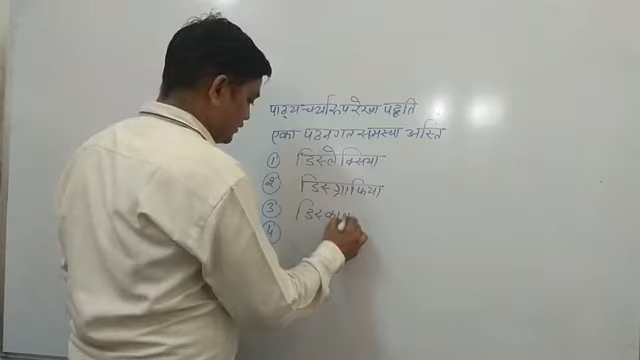 पाठ्यचर्यारुपरेखा पद्धति
एका पठनगत समस्या अस्ति
① डिस्लेक्सिया
② डिस्ग्राफिया
③ डिस्का
④